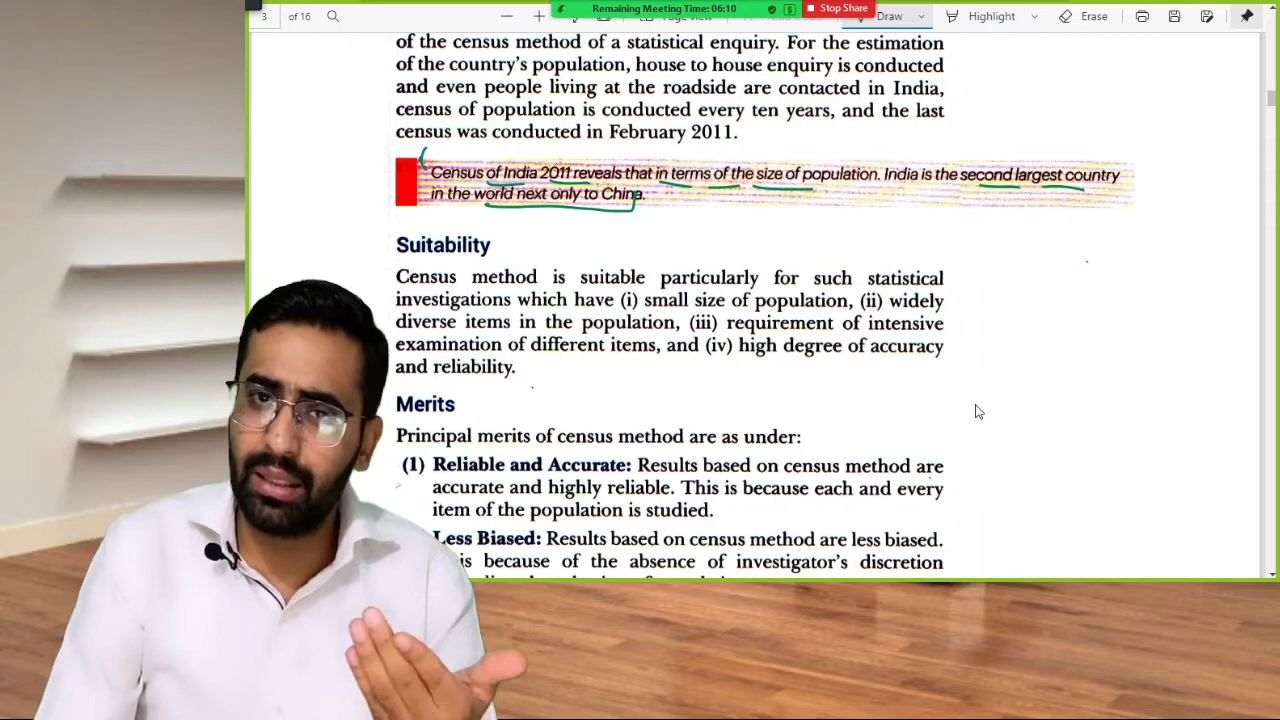 3 of 16
Remaining Meeting Time: 06:10
Stop Share
Draw
Highlight
Erase
of the census method of a statistical enquiry. For the estimation
of the country's population, house to house enquiry is conducted
and even people living at the roadside are contacted in India,
census of population is conducted every ten years, and the last
census was conducted in February 2011.
Census of India 2011 reveals that in terms of the size of population. India is the second largest country
in the world next only to China.
Suitability
Census method is suitable particularly for such statistical
investigations which have (i) small size of population, (ii) widely
diverse items in the population, (iii) requirement of intensive
examination of different items, and (iv) high degree of accuracy
and reliability.
Merits
Principal merits of census method are as under:
(1) Reliable and Accurate: Results based on census method are
accurate and highly reliable. This is because each and every
item of the population is studied.
Less Biased: Results based on census method are less biased.
is because of the absence of investigator's discretion